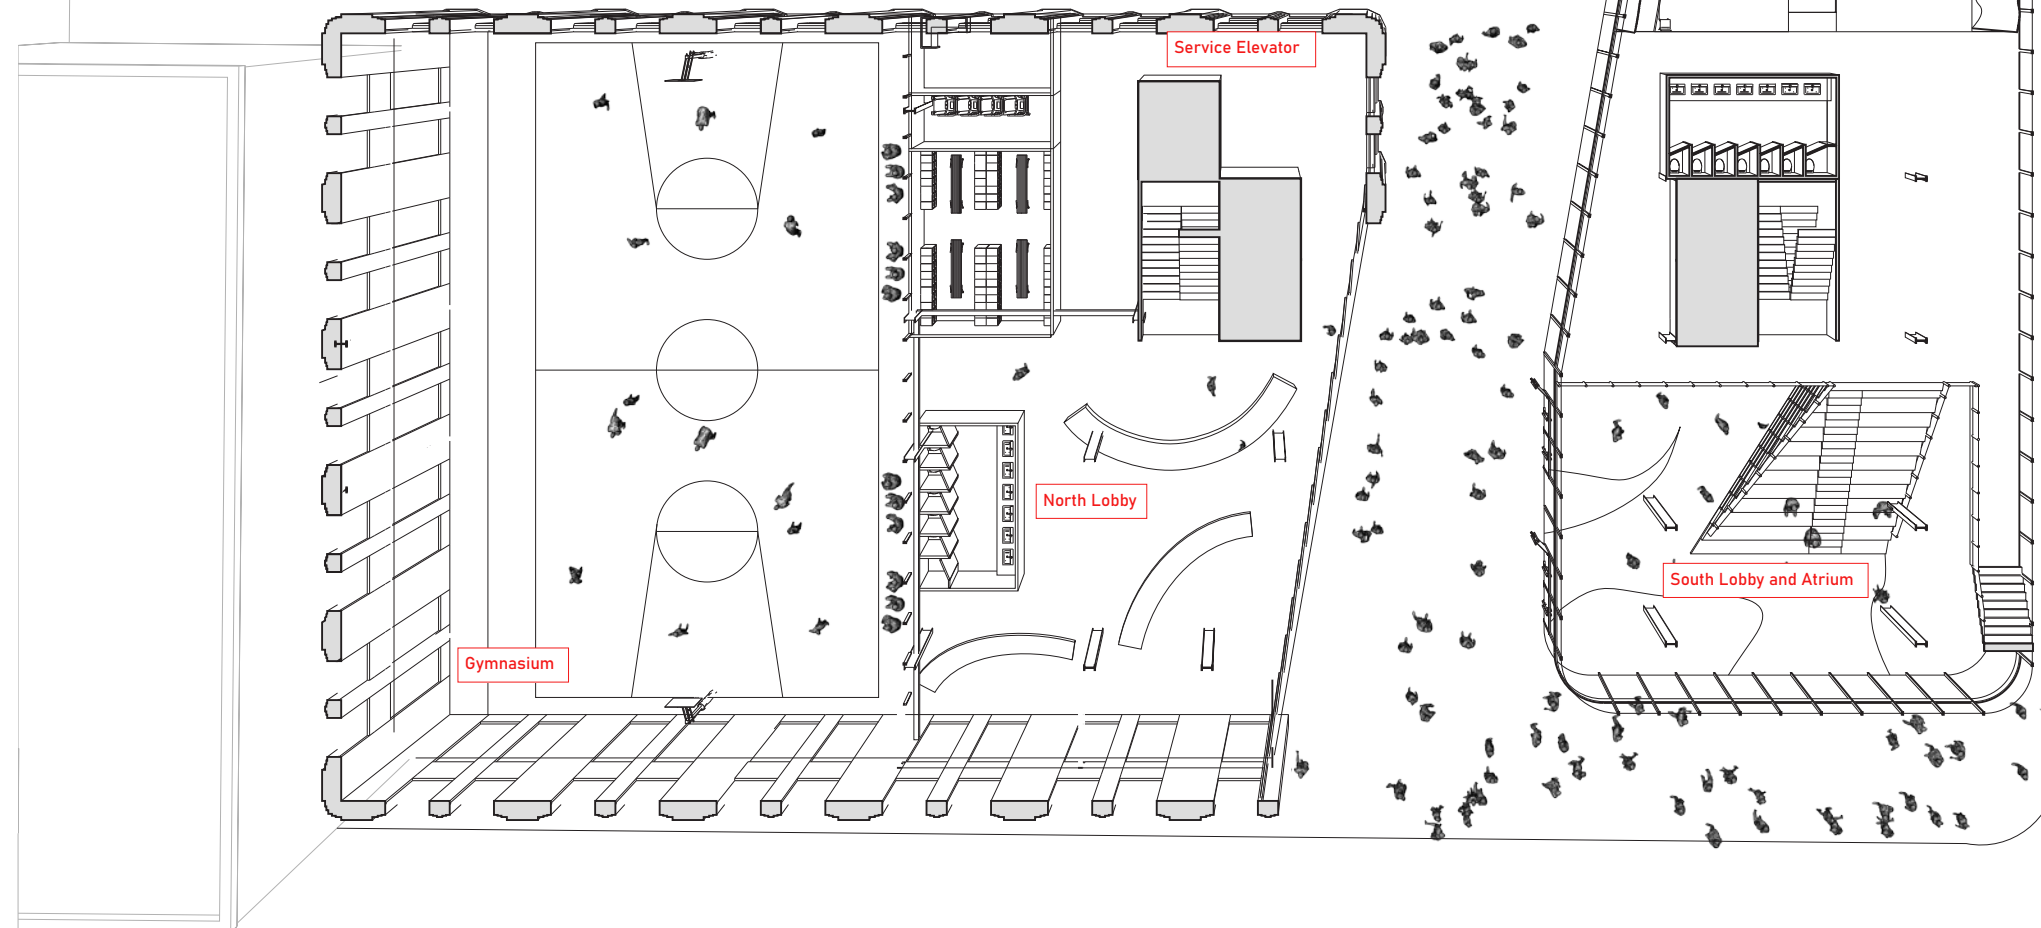 Service Elevator
North Lobby
South Lobby and Atrium
Gymnasium